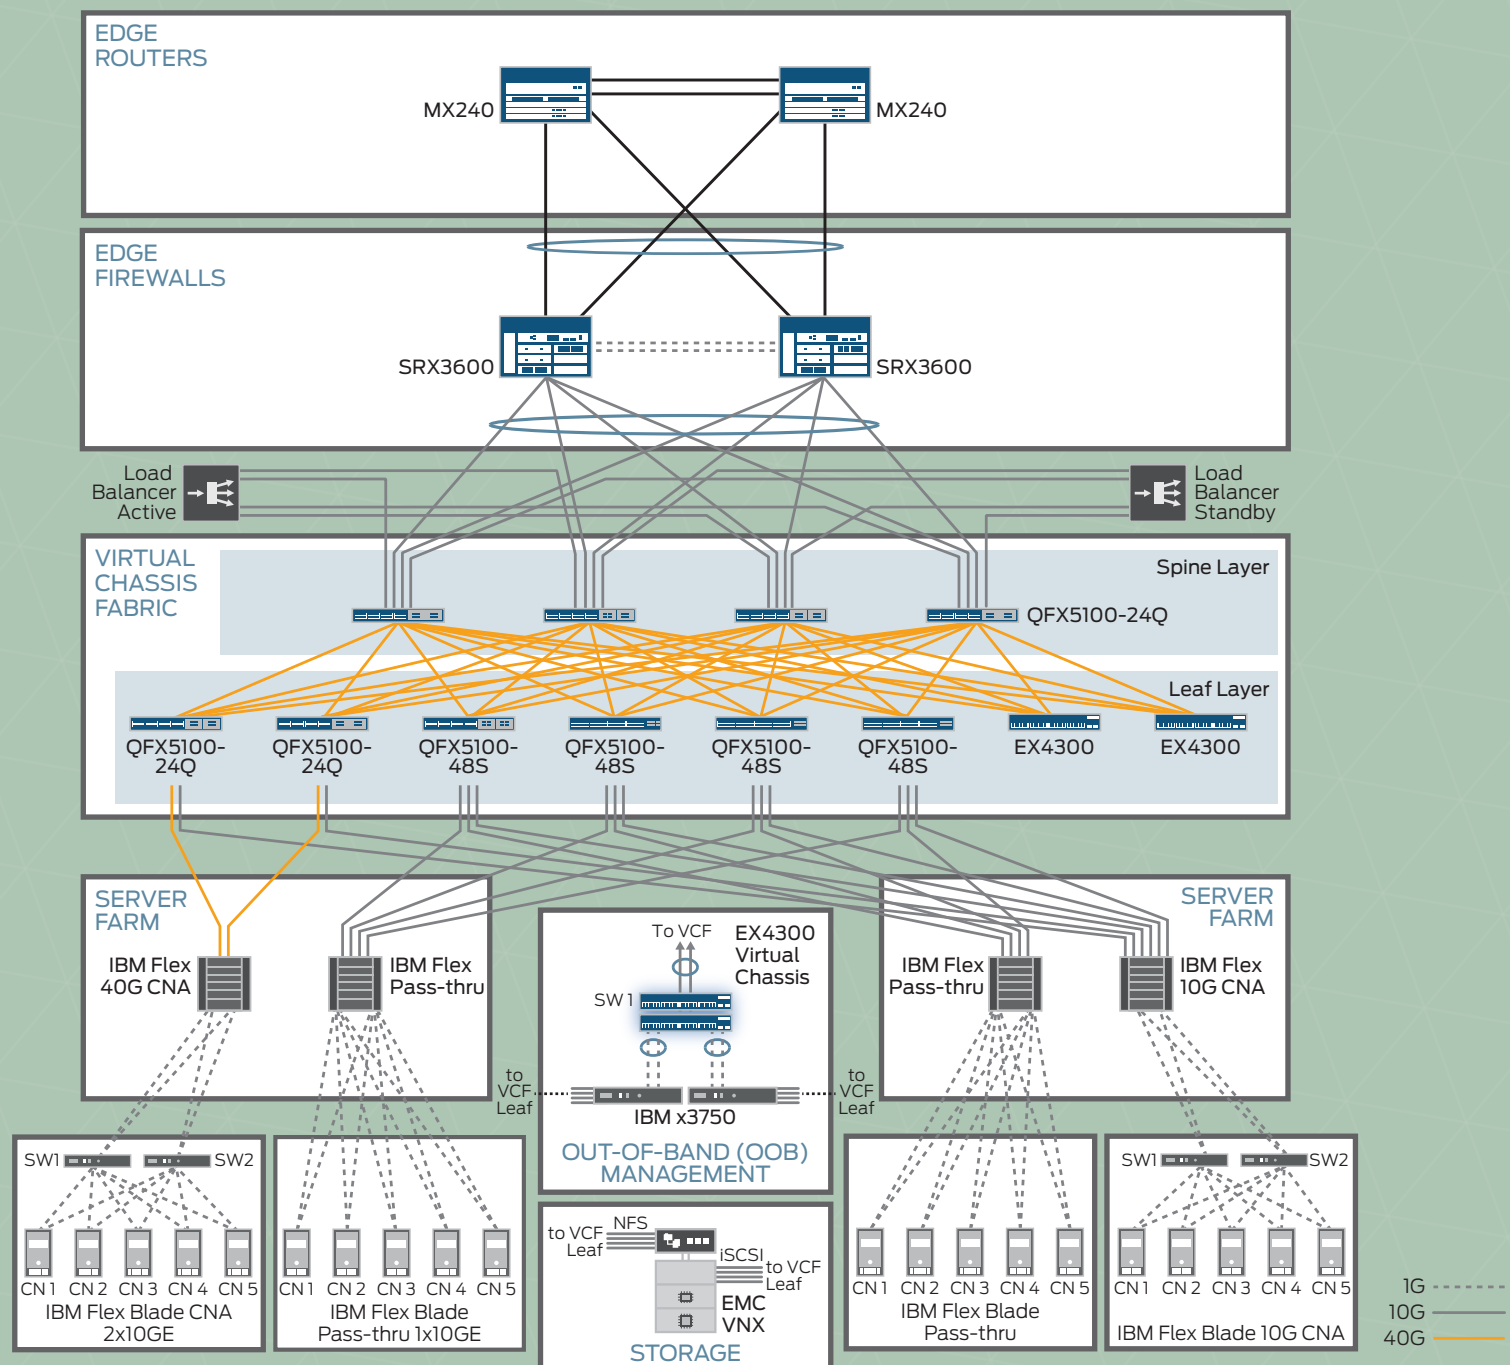 EDGE
ROUTERS
MX240
MX240
EDGE
FIREWALLS
SRX3600
SRX3600
Load
Balancer
Active
Load
Balancer
Standby
VIRTUAL
CHASSIS
FABRIC
Spine Layer
QFX5100-24Q
Leaf Layer
QFX5100-
24Q
QFX5100-
24Q
QFX5100-
48S
QFX5100-
48S
QFX5100-
48S
QFX5100-
48S
EX4300
EX4300
SERVER
FARM
IBM Flex
40G CNA
IBM Flex
Pass-thru
To VCF
EX4300
Virtual
Chassis
SW 1
to
VCF
Leaf
to
VCF
Leaf
IBM x3750
OUT-OF-BAND (OOB)
MANAGEMENT
SERVER
FARM
IBM Flex
Pass-thru
IBM Flex
10G CNA
SW1
SW2
CN 1
CN 2
CN 3
CN 4
CN 5
IBM Flex Blade CNA
2x10GE
CN 1
CN 2
CN 3
CN 4
CN 5
IBM Flex Blade
Pass-thru 1x10GE
NFS
to VCF
Leaf
iSCSI
to VCF
Leaf
EMC
VNX
STORAGE
CN 1
CN 2
CN 3
CN 4
CN 5
IBM Flex Blade
Pass-thru
SW1
SW2
CN 1
CN 2
CN 3
CN 4
CN 5
IBM Flex Blade 10G CNA
1G
10G
40G